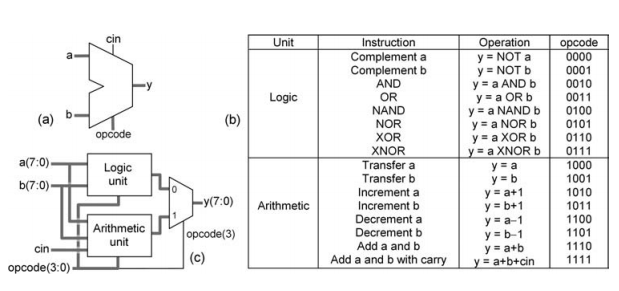 cin
a
y
b
(a)
opcode
a(7:0)
b(7:0)
Logic
unit
0
y(7:0)
1
Arithmetic
unit
opcode(3)
cin
opcode(3:0)
(c)
(b)
Unit Instruction Operation opcode
Complement a y = NOT a 0000
Complement b y = NOT b 0001
AND y = a AND b 0010
Logic OR y = a OR b 0011
NAND y = a NAND b 0100
NOR y = a NOR b 0101
XOR y = a XOR b 0110
XNOR y = a XNOR b 0111
Transfer a y = a 1000
Transfer b y = b 1001
Increment a y = a+1 1010
Arithmetic Increment b y = b+1 1011
Decrement a y = a–1 1100
Decrement b y = b–1 1101
Add a and b y = a+b 1110
Add a and b with carry y = a+b+cin 1111